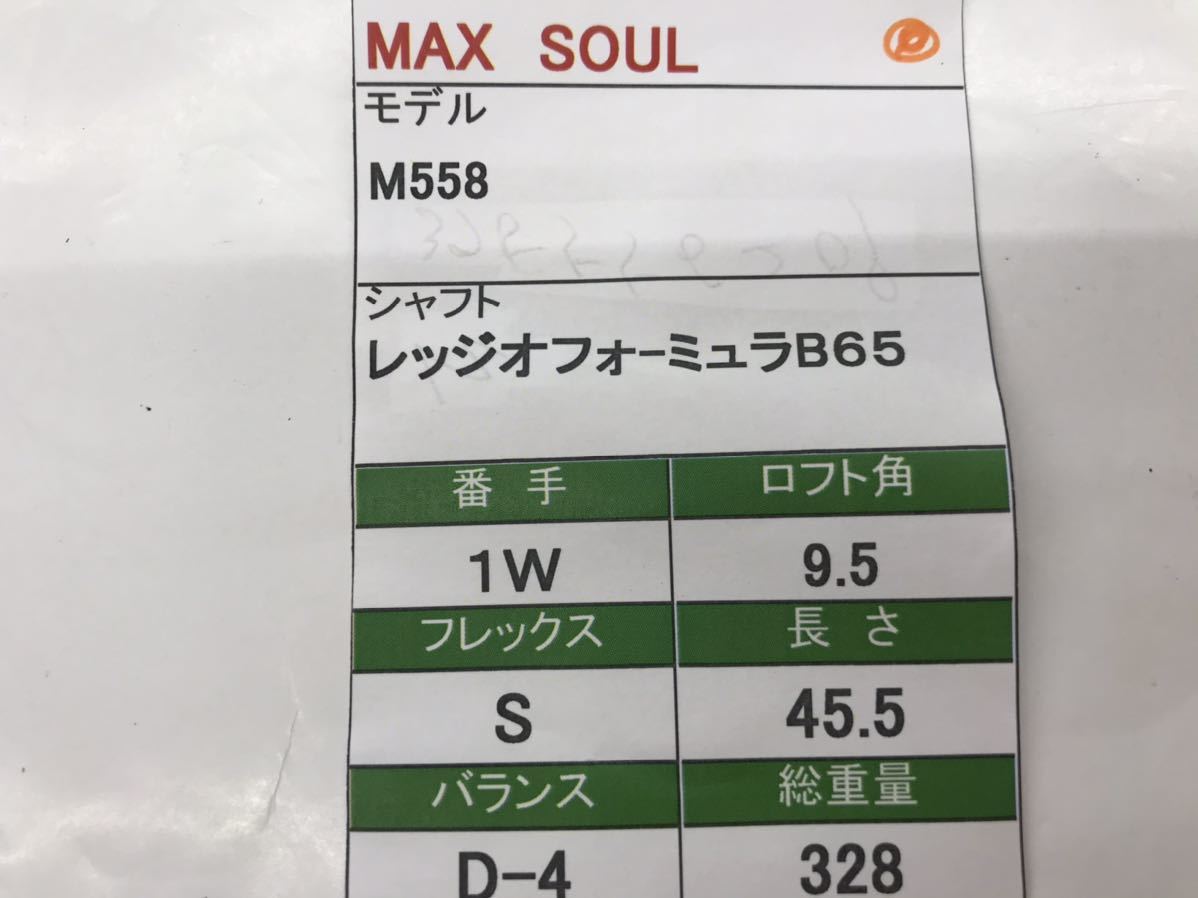 MAX SOUL
モデル
M558
シャフト
レッジオフォーミュラB65
番手 ロフト角
1W 9.5
フレックス 長さ
S 45.5
バランス 総重量
D-4 328